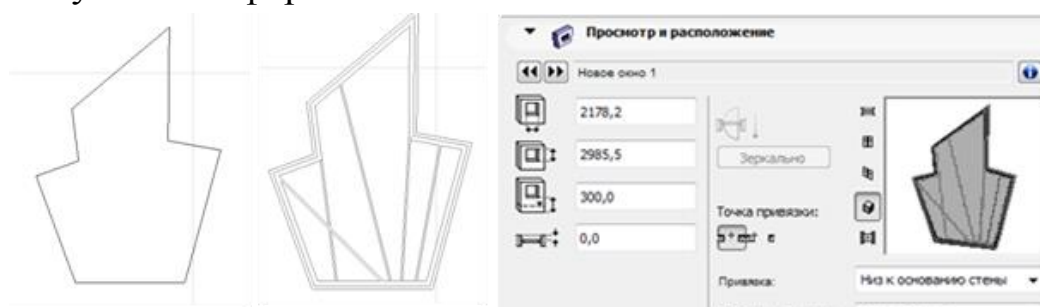 Просмотр и расположение
Новое окно 1
2178,2
2985,5
Зеркально
300,0
Точка привязки:
0,0
Привязка:
Низ к основанию стены